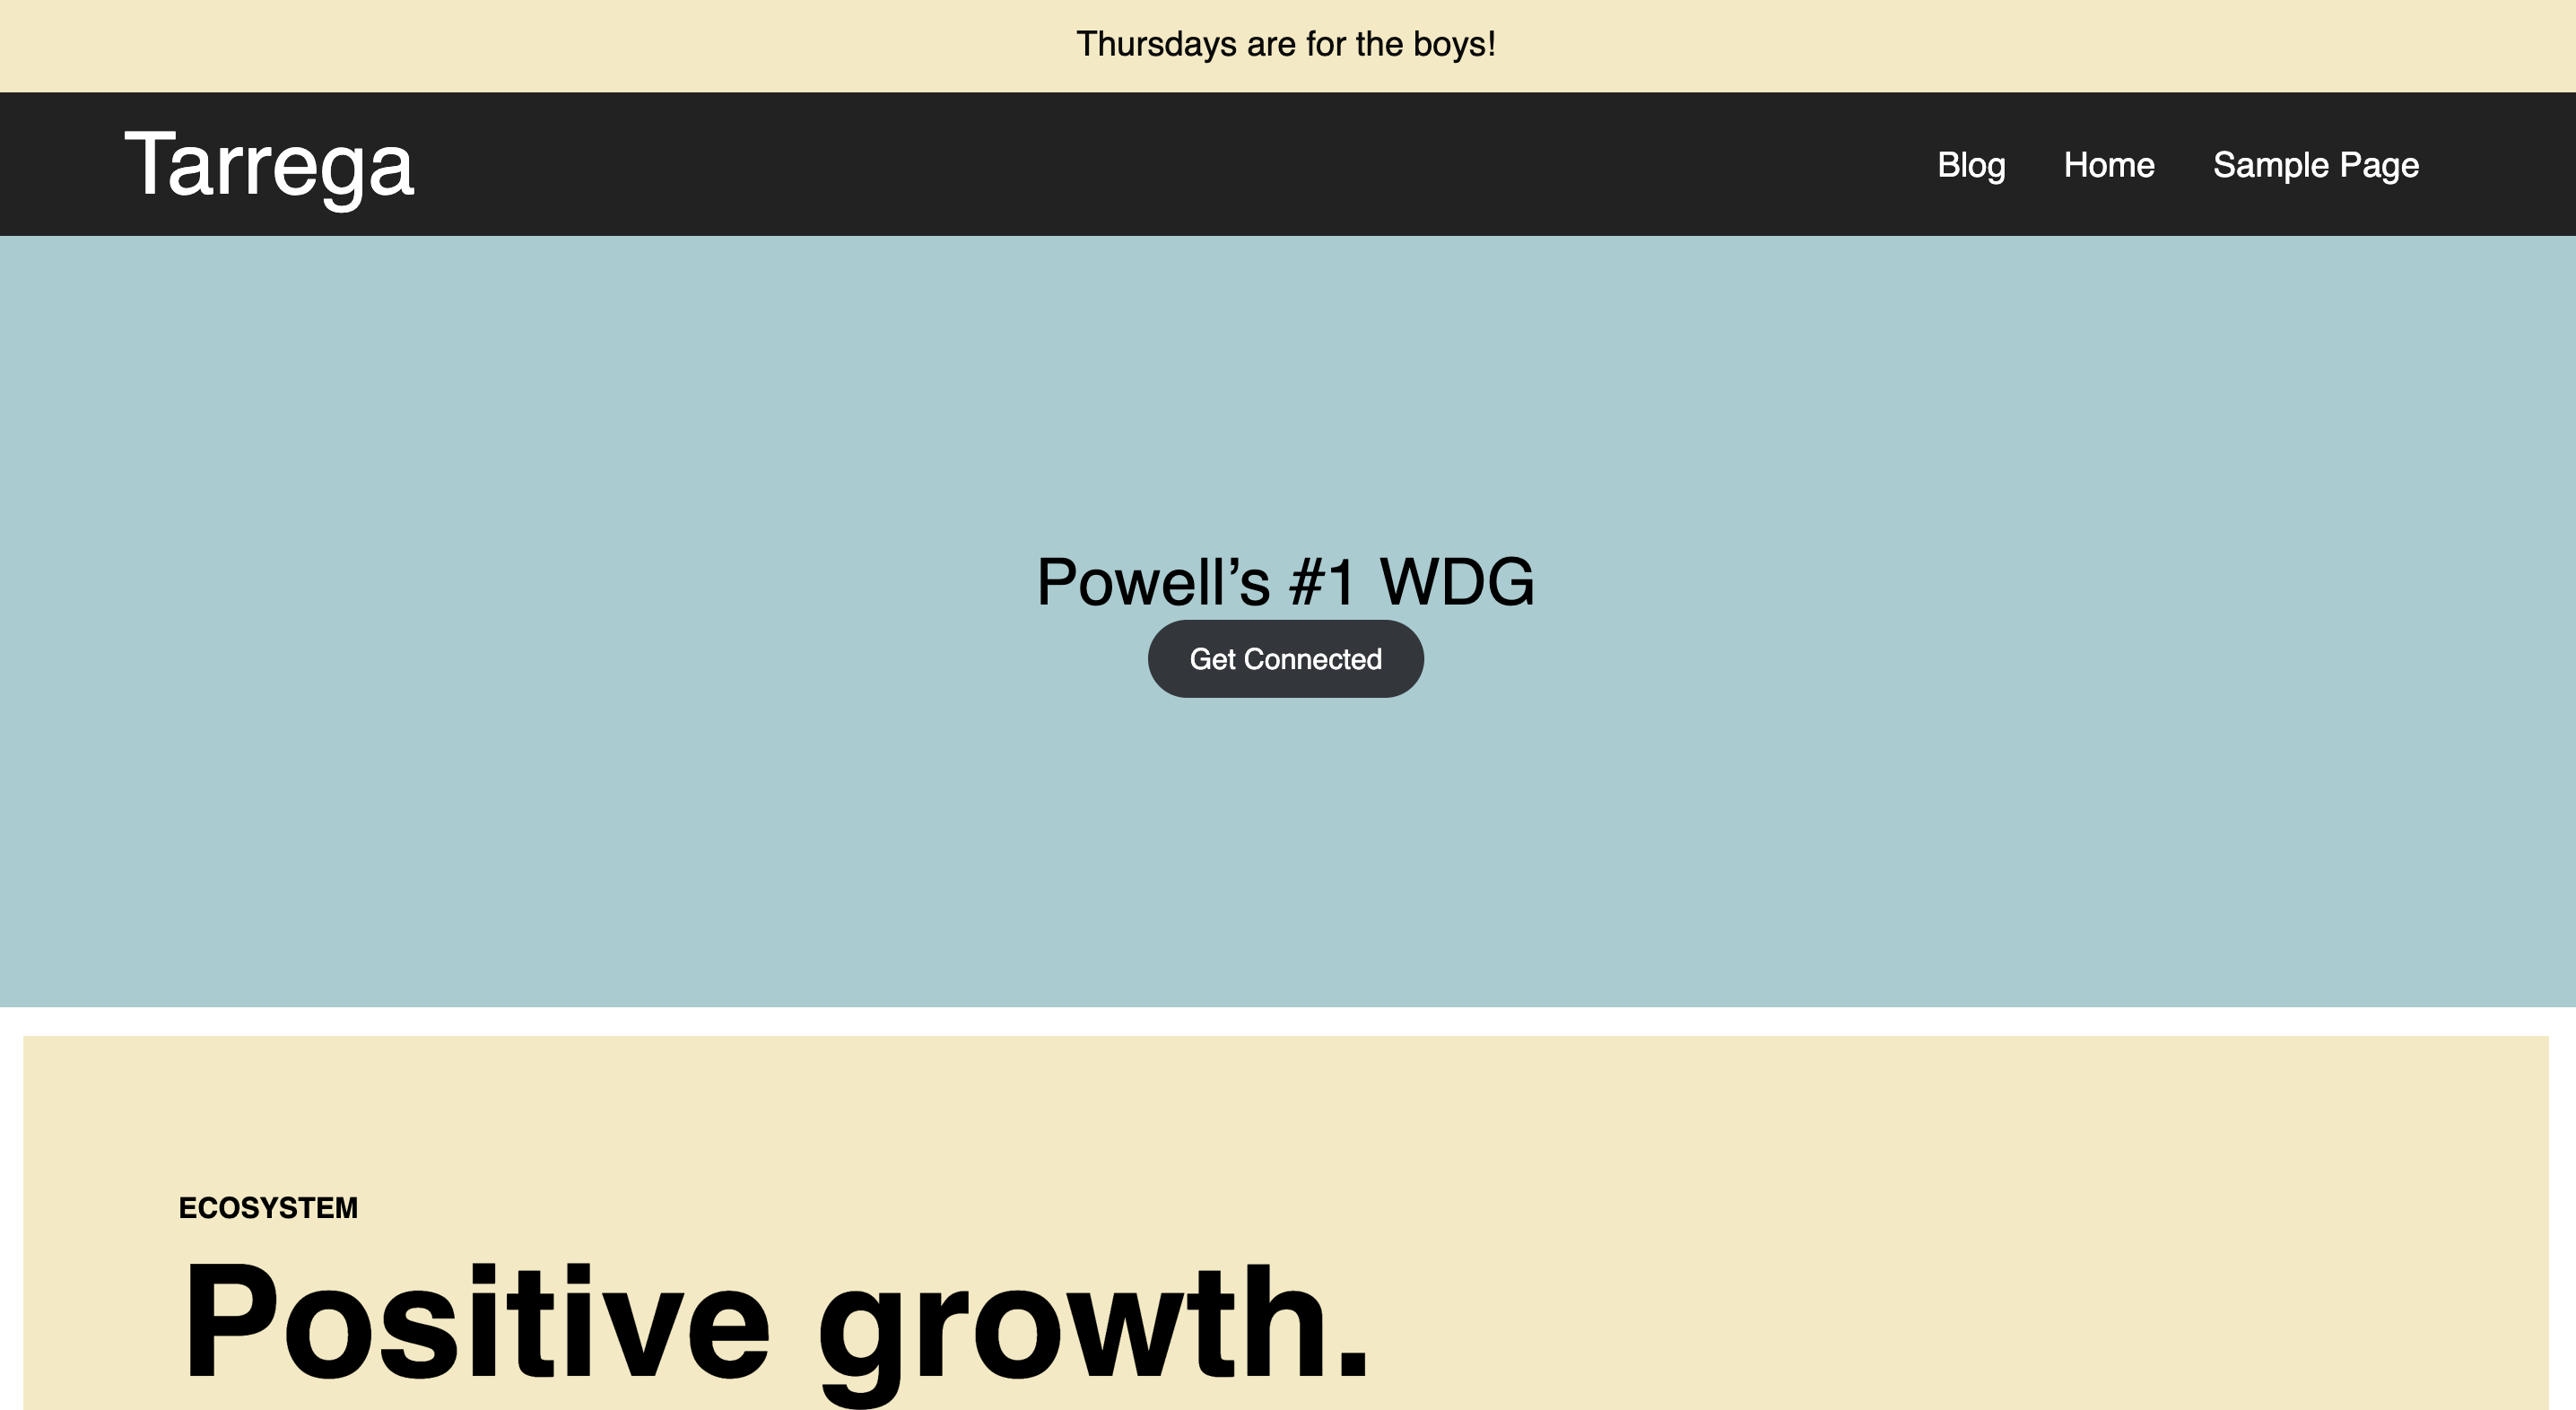 Thursdays are for the boys!
Tarrega
Blog Home Sample Page
Powell’s #1 WDG
Get Connected
ECOSYSTEM
Positive growth.